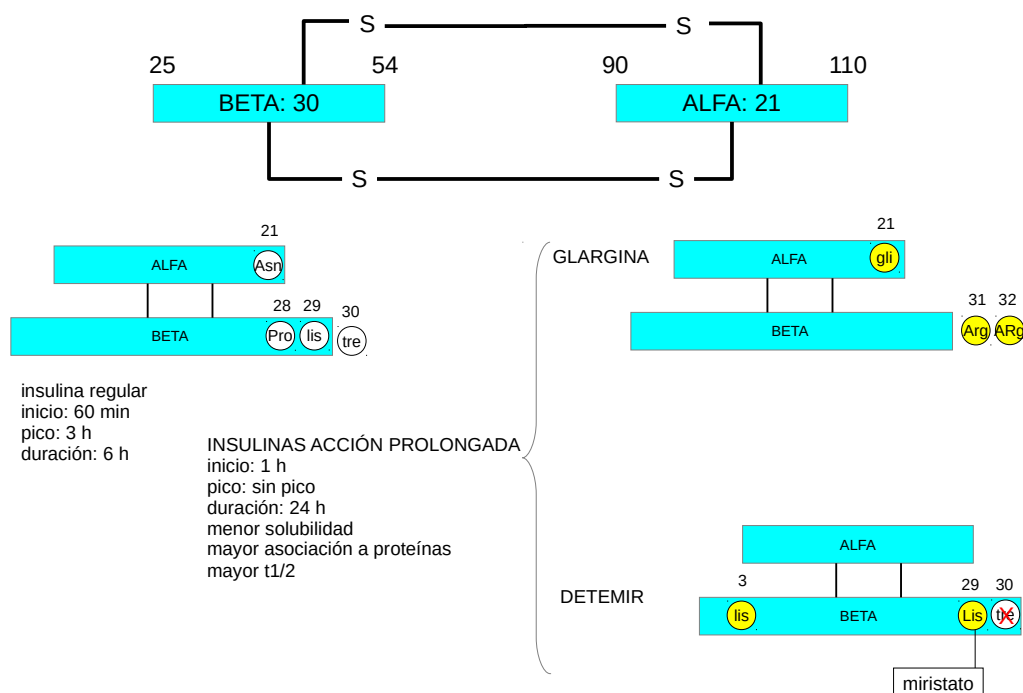 S S
25 54 90 110
BETA: 30 ALFA: 21
S S
21
ALFA Asn
28 29 30
BETA Pro lis tre
insulina regular
inicio: 60 min
pico: 3 h
duración: 6 h
INSULINAS ACCIÓN PROLONGADA
inicio: 1 h
pico: sin pico
duración: 24 h
menor solubilidad
mayor asociación a proteínas
mayor t1/2
GLARGINA
21
ALFA gli
31 32
BETA Arg ARg
DETEMIR
ALFA
3 29 30
lis BETA Lis tre
miristato